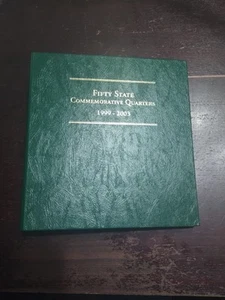 FIFTY STATE
COMMEMORATIVE QUARTERS
1999 - 2003